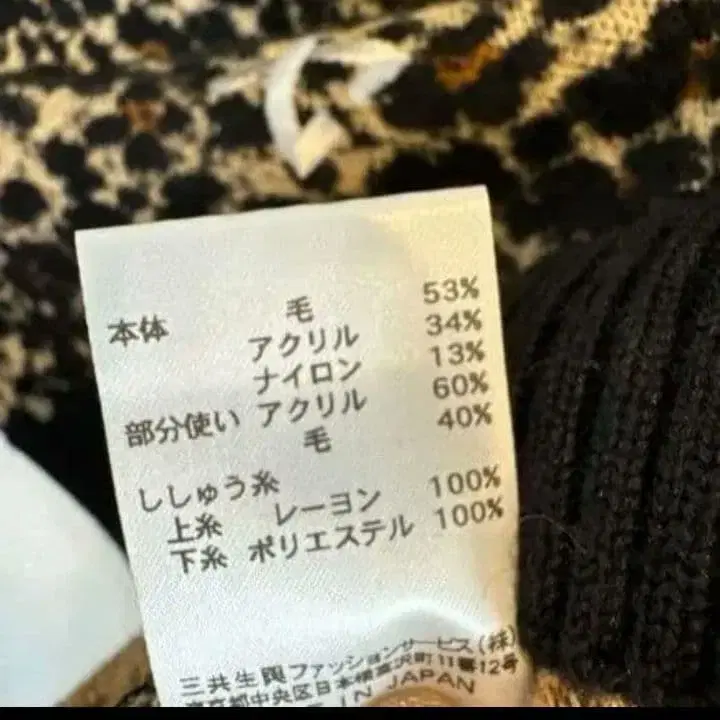 本体 毛 53%
アクリル 34%
ナイロン 13%
部分使い アクリル 60%
毛 40%
ししゅう糸
上糸 レーヨン 100%
下糸 ポリエステル 100%
三共生興ファッションサービス(株)
東京都中央区日本橋富沢町11番12号
IN JAPAN